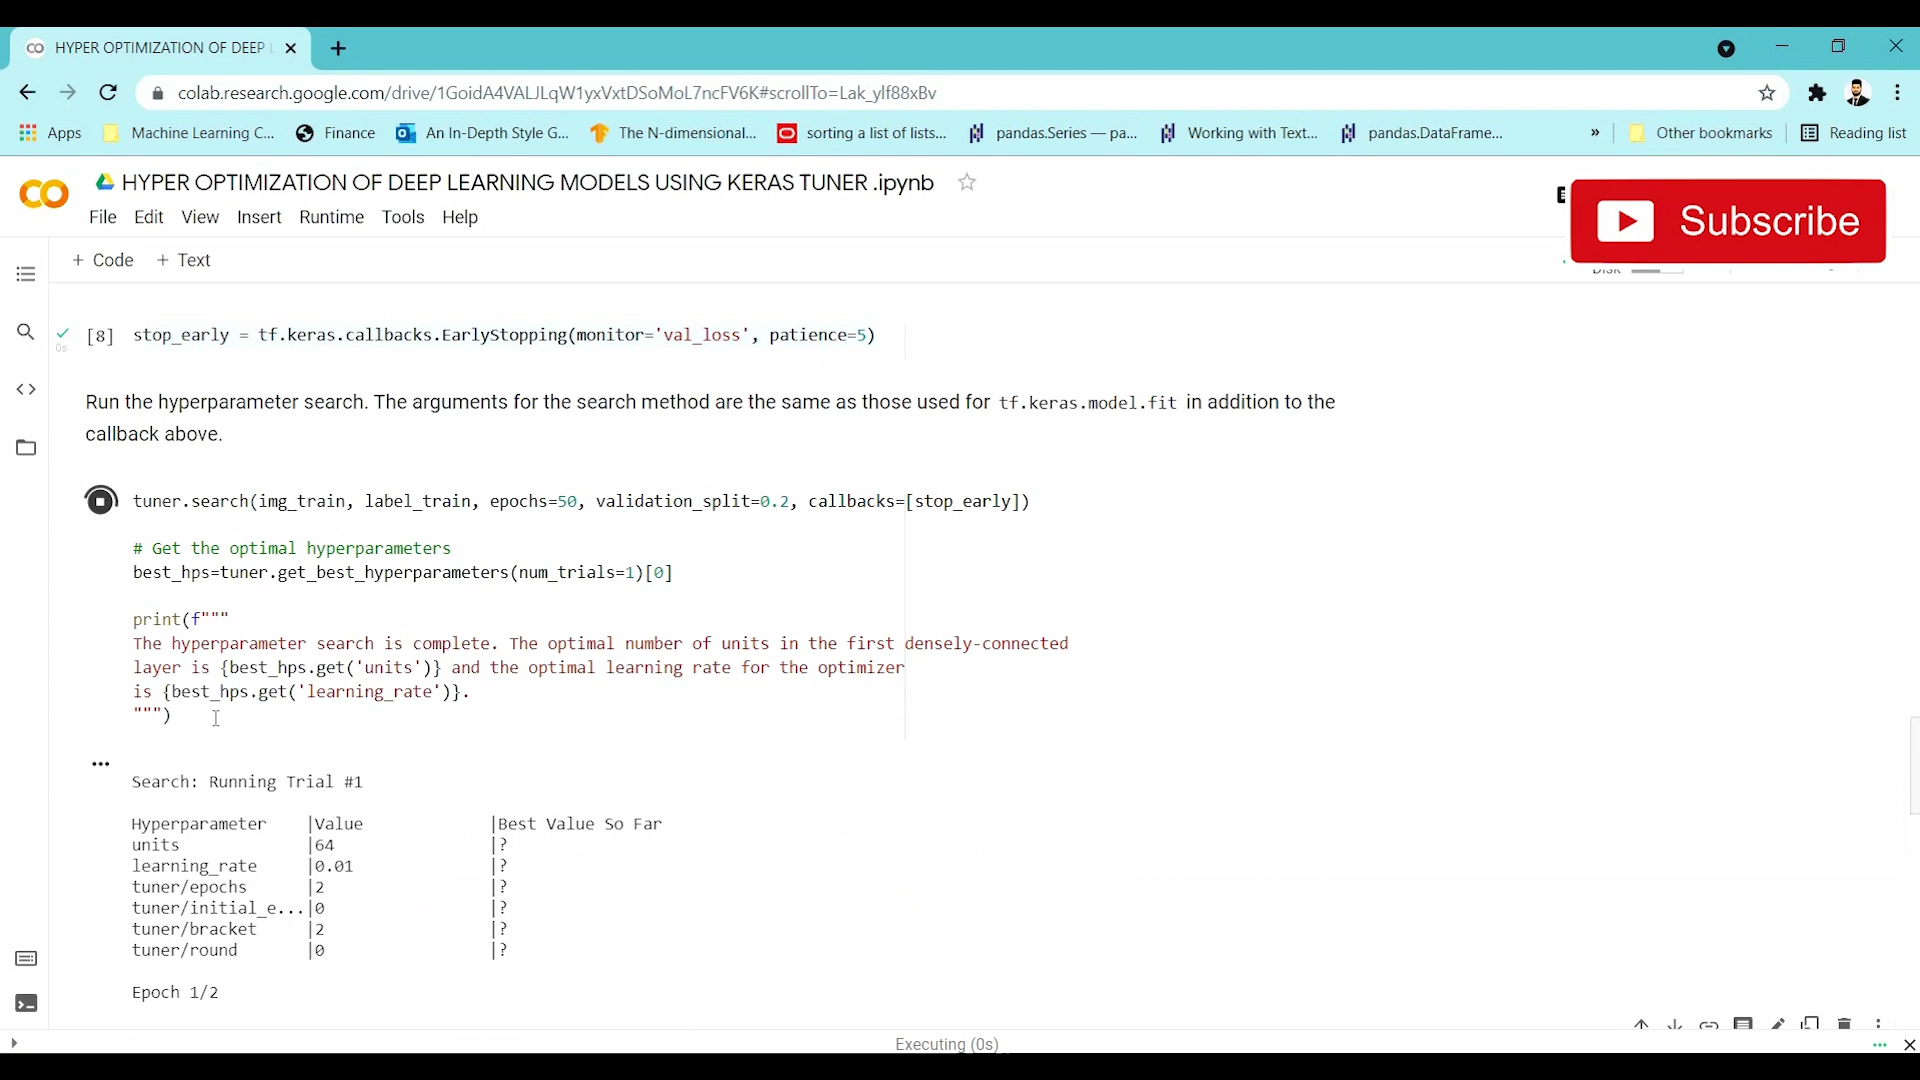 HYPER OPTIMIZATION OF DEEP
colab.research.google.com/drive/1GoidA4VALJLqW1yxVxtDSoMoL7ncFV6K#scrollTo=Lak_ylf88xBv
Apps Machine Learning C... Finance An In-Depth Style G... The N-dimensional... sorting a list of lists... pandas.Series — pa... Working with Text... pandas.DataFrame... » Other bookmarks Reading list
HYPER OPTIMIZATION OF DEEP LEARNING MODELS USING KERAS TUNER .ipynb
File Edit View Insert Runtime Tools Help
Subscribe
+ Code + Text
[8] stop_early = tf.keras.callbacks.EarlyStopping(monitor='val_loss', patience=5)
0s
Run the hyperparameter search. The arguments for the search method are the same as those used for tf.keras.model.fit in addition to the
callback above.
tuner.search(img_train, label_train, epochs=50, validation_split=0.2, callbacks=[stop_early])
# Get the optimal hyperparameters
best_hps=tuner.get_best_hyperparameters(num_trials=1)[0]
print(f"""
The hyperparameter search is complete. The optimal number of units in the first densely-connected
layer is {best_hps.get('units')} and the optimal learning rate for the optimizer
is {best_hps.get('learning_rate')}.
""")
Search: Running Trial #1
Hyperparameter |Value |Best Value So Far
units |64 |?
learning_rate |0.01 |?
tuner/epochs |2 |?
tuner/initial_e...|0 |?
tuner/bracket |2 |?
tuner/round |0 |?
Epoch 1/2
Executing (0s)